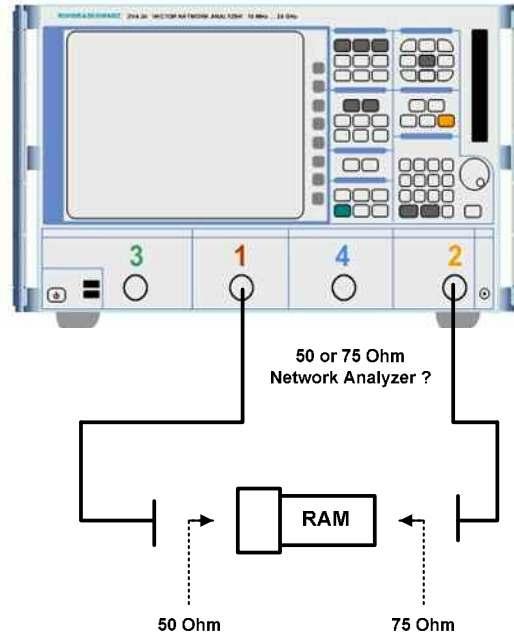 ROHDE&SCHWARZ ZVA 24 VECTOR NETWORK ANALYZER 10 MHz ... 24 GHz
3
1
4
2
50 or 75 Ohm
Network Analyzer ?
RAM
50 Ohm
75 Ohm